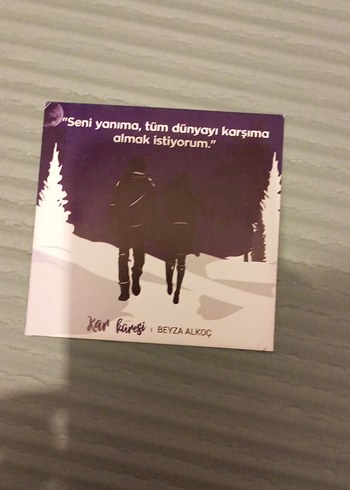 "Seni yanıma, tüm dünyayı karşıma
almak istiyorum."
Kar küresi I BEYZA ALKOÇ